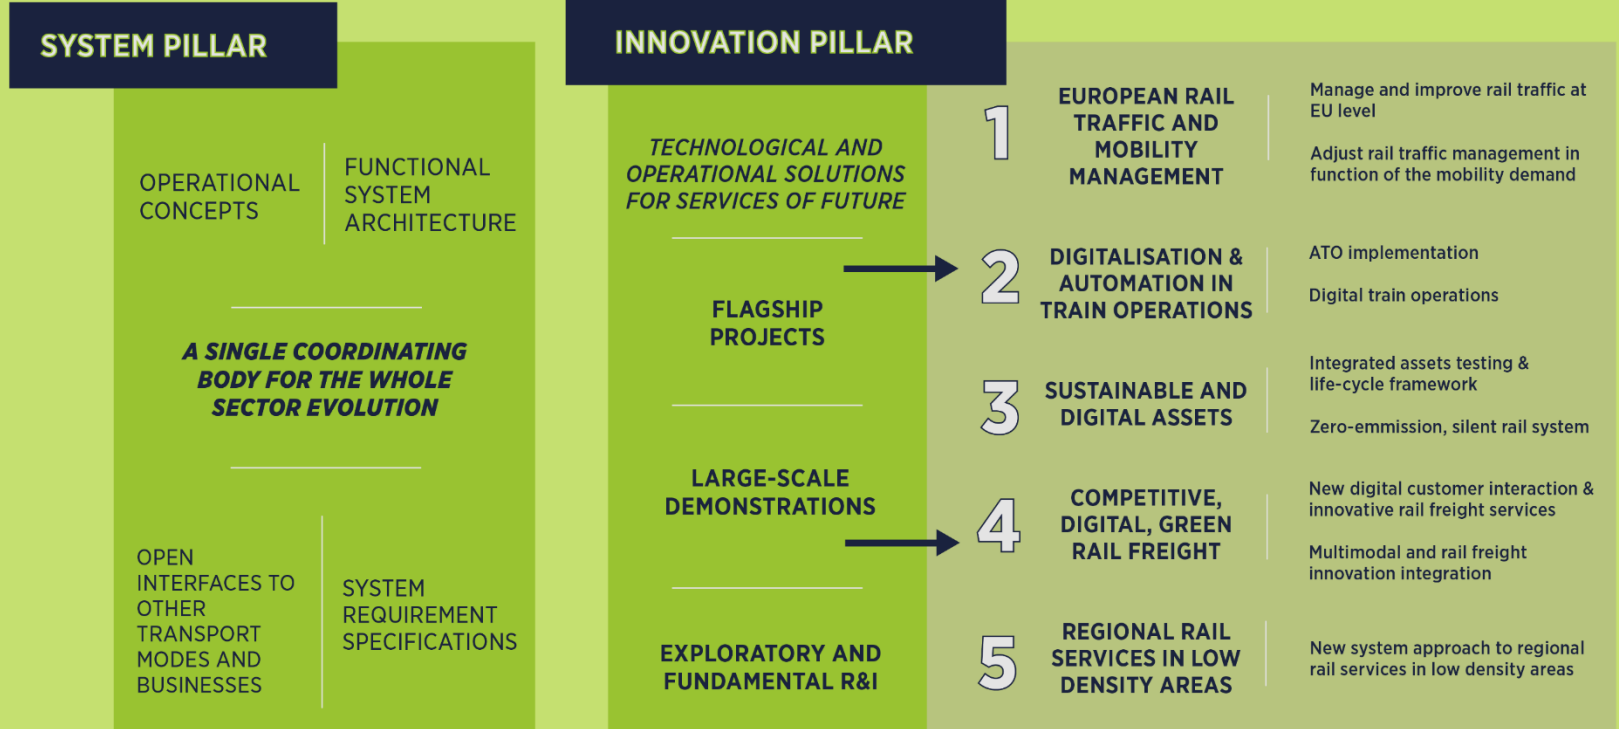 SYSTEM PILLAR
OPERATIONAL
CONCEPTS
FUNCTIONAL
SYSTEM
ARCHITECTURE
A SINGLE COORDINATING
BODY FOR THE WHOLE
SECTOR EVOLUTION
OPEN
INTERFACES TO
OTHER
TRANSPORT
MODES AND
BUSINESSES
SYSTEM
REQUIREMENT
SPECIFICATIONS
INNOVATION PILLAR
TECHNOLOGICAL AND
OPERATIONAL SOLUTIONS
FOR SERVICES OF FUTURE
FLAGSHIP
PROJECTS
LARGE-SCALE
DEMONSTRATIONS
EXPLORATORY AND
FUNDAMENTAL R&I
1
EUROPEAN RAIL
TRAFFIC AND
MOBILITY
MANAGEMENT
Manage and improve rail traffic at
EU level
Adjust rail traffic management in
function of the mobility demand
2
DIGITALISATION &
AUTOMATION IN
TRAIN OPERATIONS
ATO implementation
Digital train operations
3
SUSTAINABLE AND
DIGITAL ASSETS
Integrated assets testing &
life-cycle framework
Zero-emmission, silent rail system
4
COMPETITIVE,
DIGITAL, GREEN
RAIL FREIGHT
New digital customer interaction &
innovative rail freight services
Multimodal and rail freight
innovation integration
5
REGIONAL RAIL
SERVICES IN LOW
DENSITY AREAS
New system approach to regional
rail services in low density areas